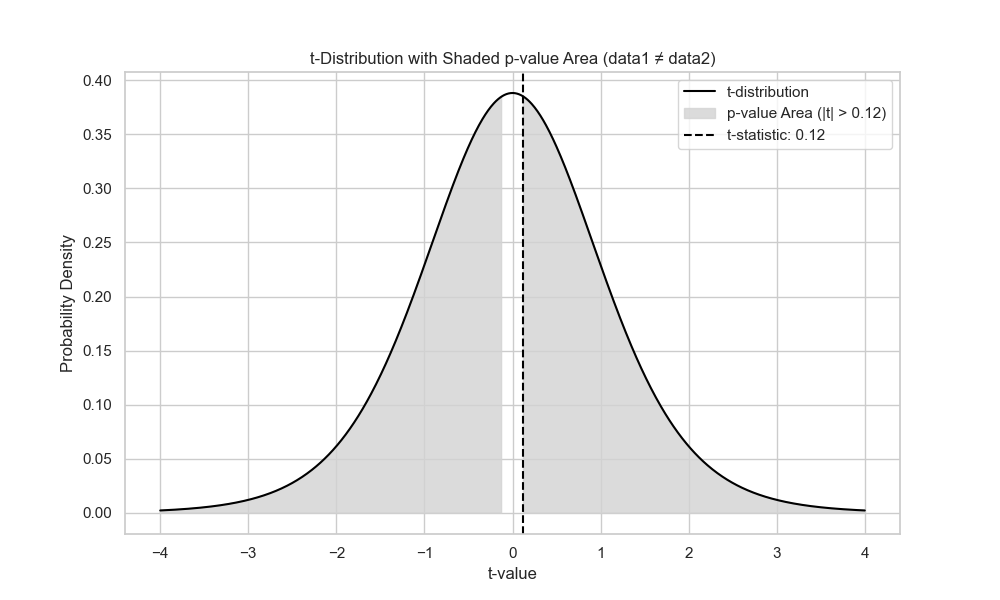 t-Distribution with Shaded p-value Area (data1 ≠ data2)
t-distribution
p-value Area (|t| > 0.12)
t-statistic: 0.12
Probability Density
0.40
0.35
0.30
0.25
0.20
0.15
0.10
0.05
0.00
−4 −3 −2 −1 0 1 2 3 4
t-value